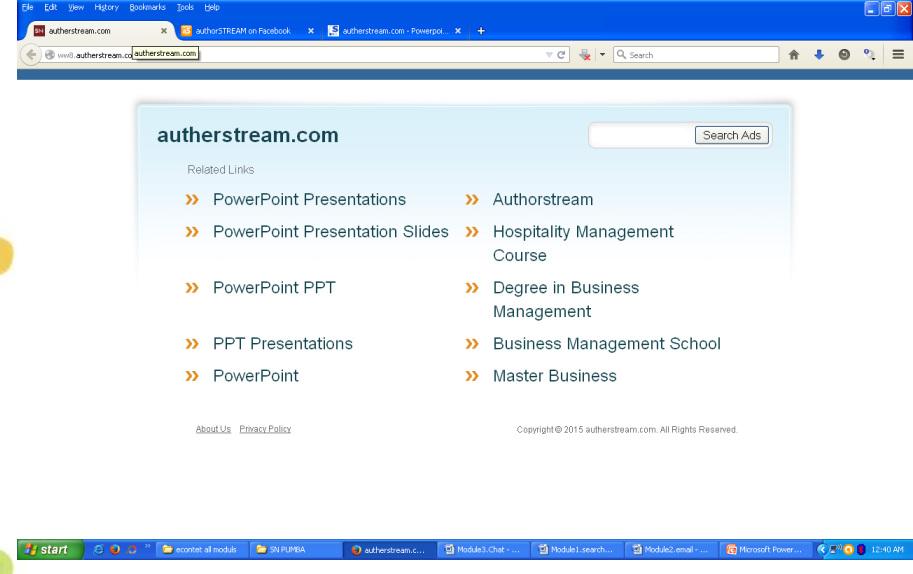 File Edit View History Bookmarks Tools Help
autherstream.com
authorSTREAM on Facebook
autherstream.com - Powerpoi...
ww8.autherstream.co
autherstream.com
Search
autherstream.com
Search Ads
Related Links
PowerPoint Presentations
Authorstream
PowerPoint Presentation Slides
Hospitality Management
Course
PowerPoint PPT
Degree in Business
Management
PPT Presentations
Business Management School
PowerPoint
Master Business
About Us Privacy Policy
Copyright © 2015 autherstream.com. All Rights Reserved.
start
econtet all moduls
SN PUMBA
autherstream.c...
Module3.Chat - ...
Module1.search...
Module2.email - ...
Microsoft Power...
12:40 AM